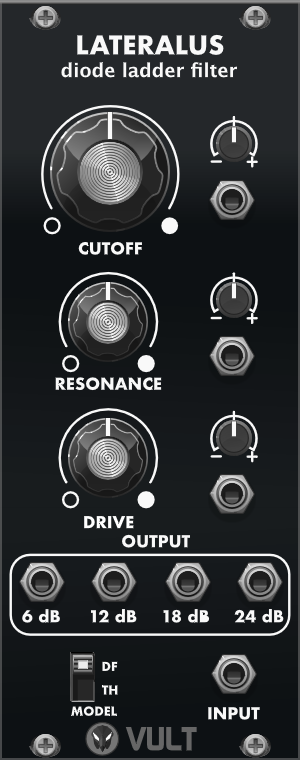 LATERALUS
diode ladder filter
- +
CUTOFF
- +
RESONANCE
- +
DRIVE
OUTPUT
6 dB 12 dB 18 dB 24 dB
DF
TH
MODEL
INPUT
VULT